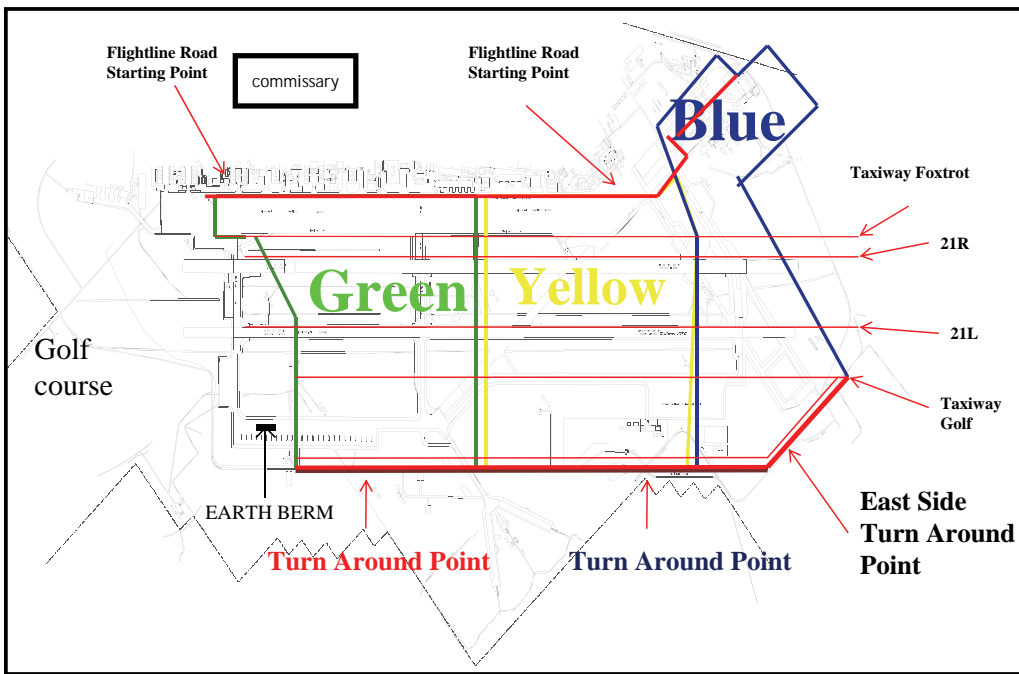 Flightline Road
Starting Point
commissary
Flightline Road
Starting Point
Blue
Taxiway Foxtrot
21R
Green
Yellow
21L
Golf
course
Taxiway
Golf
EARTH BERM
East Side
Turn Around
Point
Turn Around Point
Turn Around Point